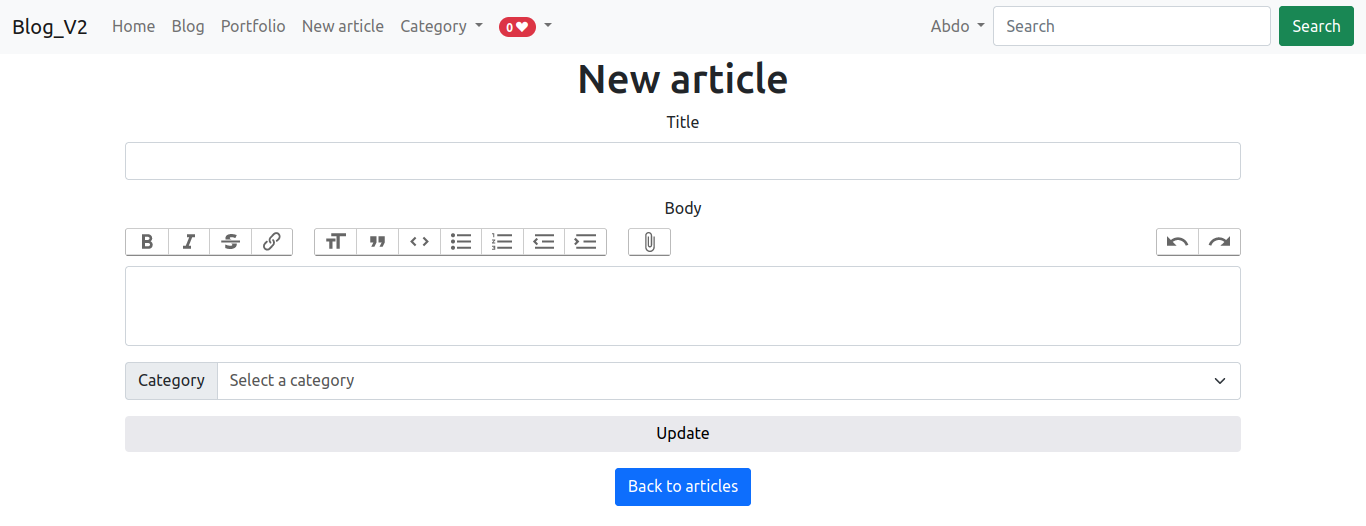 Blog_V2 Home Blog Portfolio New article Category 0 Abdo Search Search
New article
Title
Body
Category Select a category
Update
Back to articles